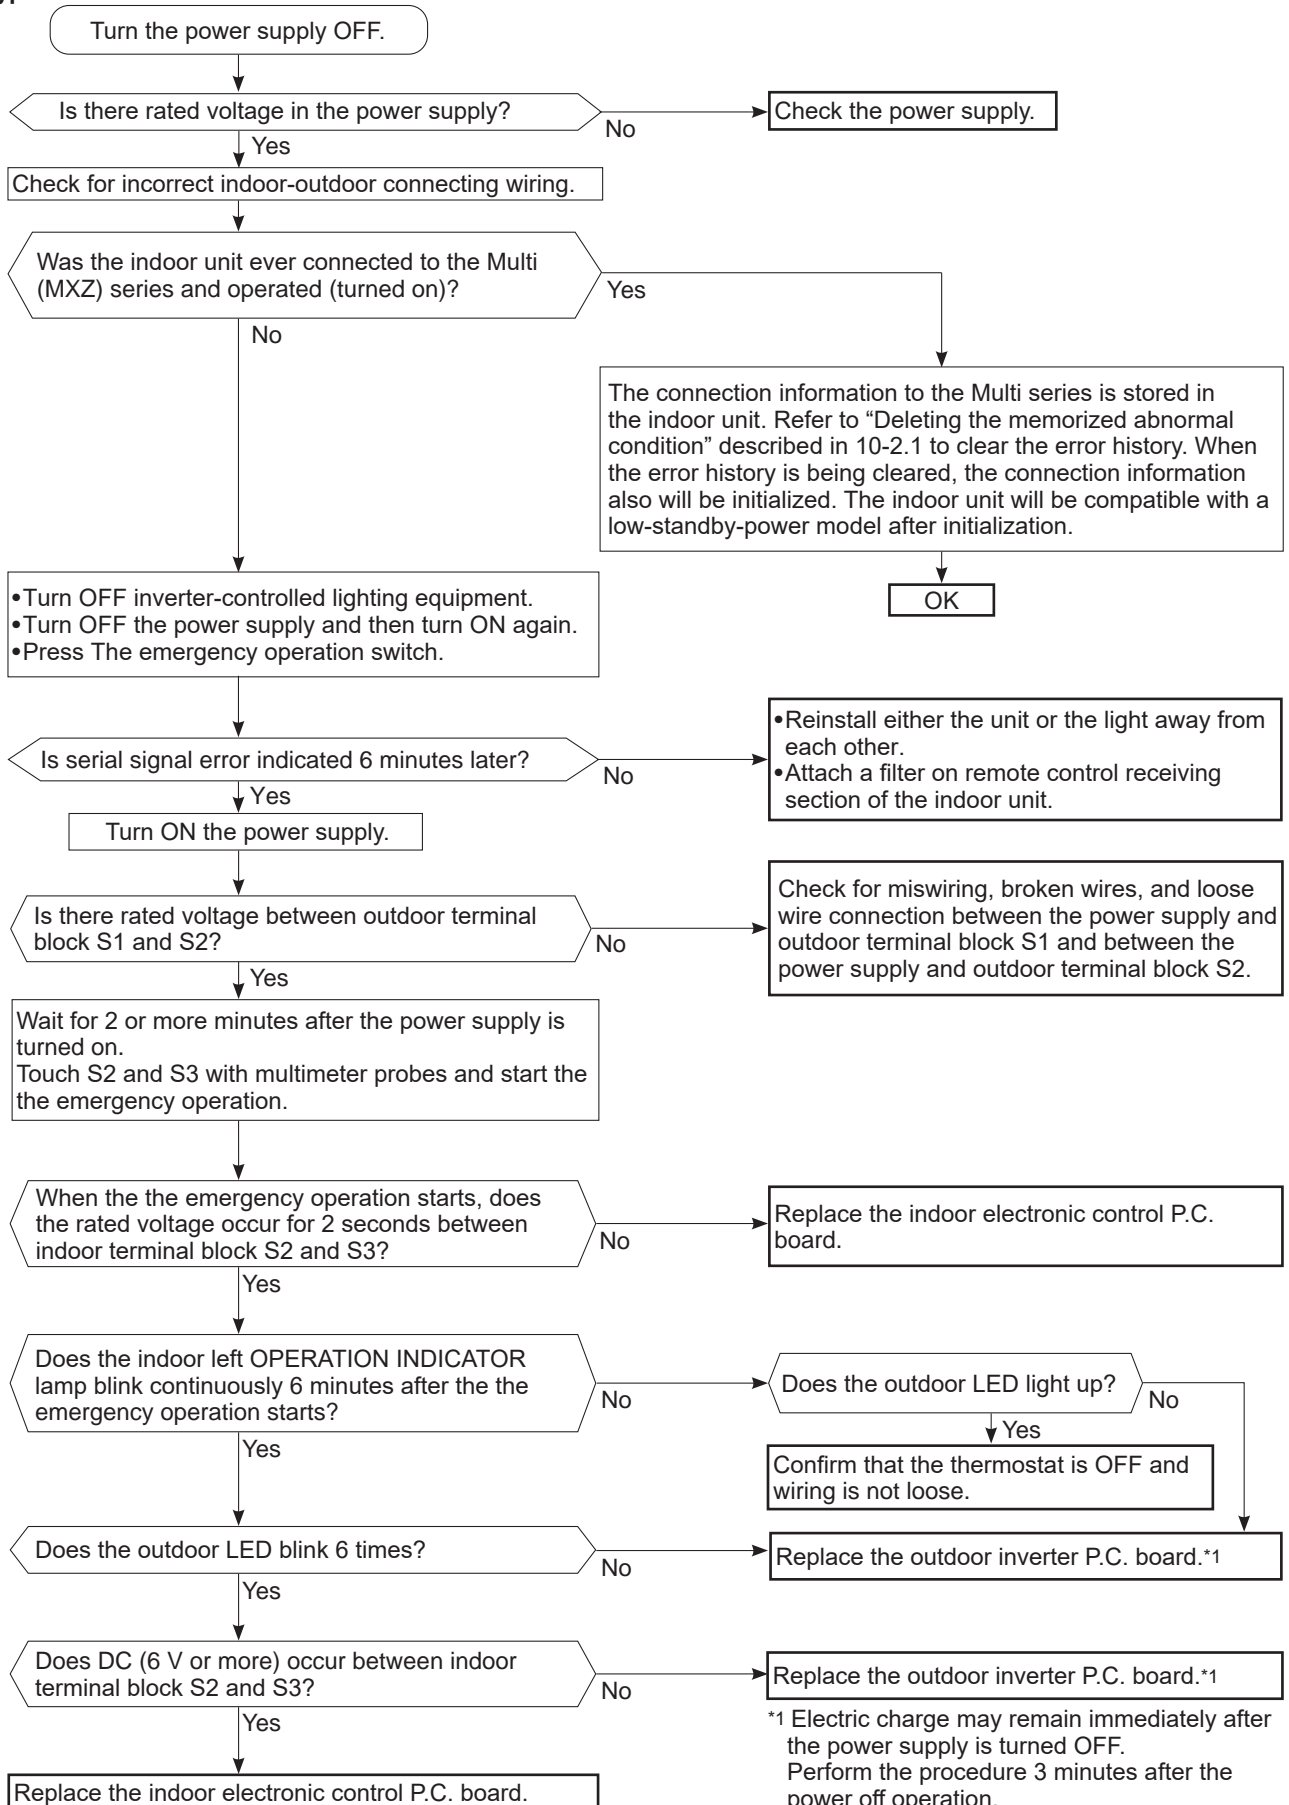 Turn the power supply OFF.
Is there rated voltage in the power supply?
No
Check the power supply.
Yes
Check for incorrect indoor-outdoor connecting wiring.
Was the indoor unit ever connected to the Multi
(MXZ) series and operated (turned on)?
Yes
No
The connection information to the Multi series is stored in
the indoor unit. Refer to “Deleting the memorized abnormal
condition” described in 10-2.1 to clear the error history. When
the error history is being cleared, the connection information
also will be initialized. The indoor unit will be compatible with a
low-standby-power model after initialization.
OK
•Turn OFF inverter-controlled lighting equipment.
•Turn OFF the power supply and then turn ON again.
•Press The emergency operation switch.
Is serial signal error indicated 6 minutes later?
No
•Reinstall either the unit or the light away from
each other.
•Attach a filter on remote control receiving
section of the indoor unit.
Yes
Turn ON the power supply.
Is there rated voltage between outdoor terminal
block S1 and S2?
No
Check for miswiring, broken wires, and loose
wire connection between the power supply and
outdoor terminal block S1 and between the
power supply and outdoor terminal block S2.
Yes
Wait for 2 or more minutes after the power supply is
turned on.
Touch S2 and S3 with multimeter probes and start the
the emergency operation.
When the the emergency operation starts, does
the rated voltage occur for 2 seconds between
indoor terminal block S2 and S3?
No
Replace the indoor electronic control P.C.
board.
Yes
Does the indoor left OPERATION INDICATOR
lamp blink continuously 6 minutes after the the
emergency operation starts?
No
Does the outdoor LED light up?
No
Yes
Confirm that the thermostat is OFF and
wiring is not loose.
Yes
Does the outdoor LED blink 6 times?
No
Replace the outdoor inverter P.C. board.*1
Yes
Does DC (6 V or more) occur between indoor
terminal block S2 and S3?
No
Replace the outdoor inverter P.C. board.*1
Yes
*1 Electric charge may remain immediately after
the power supply is turned OFF.
Perform the procedure 3 minutes after the
power off operation.
Replace the indoor electronic control P.C. board.